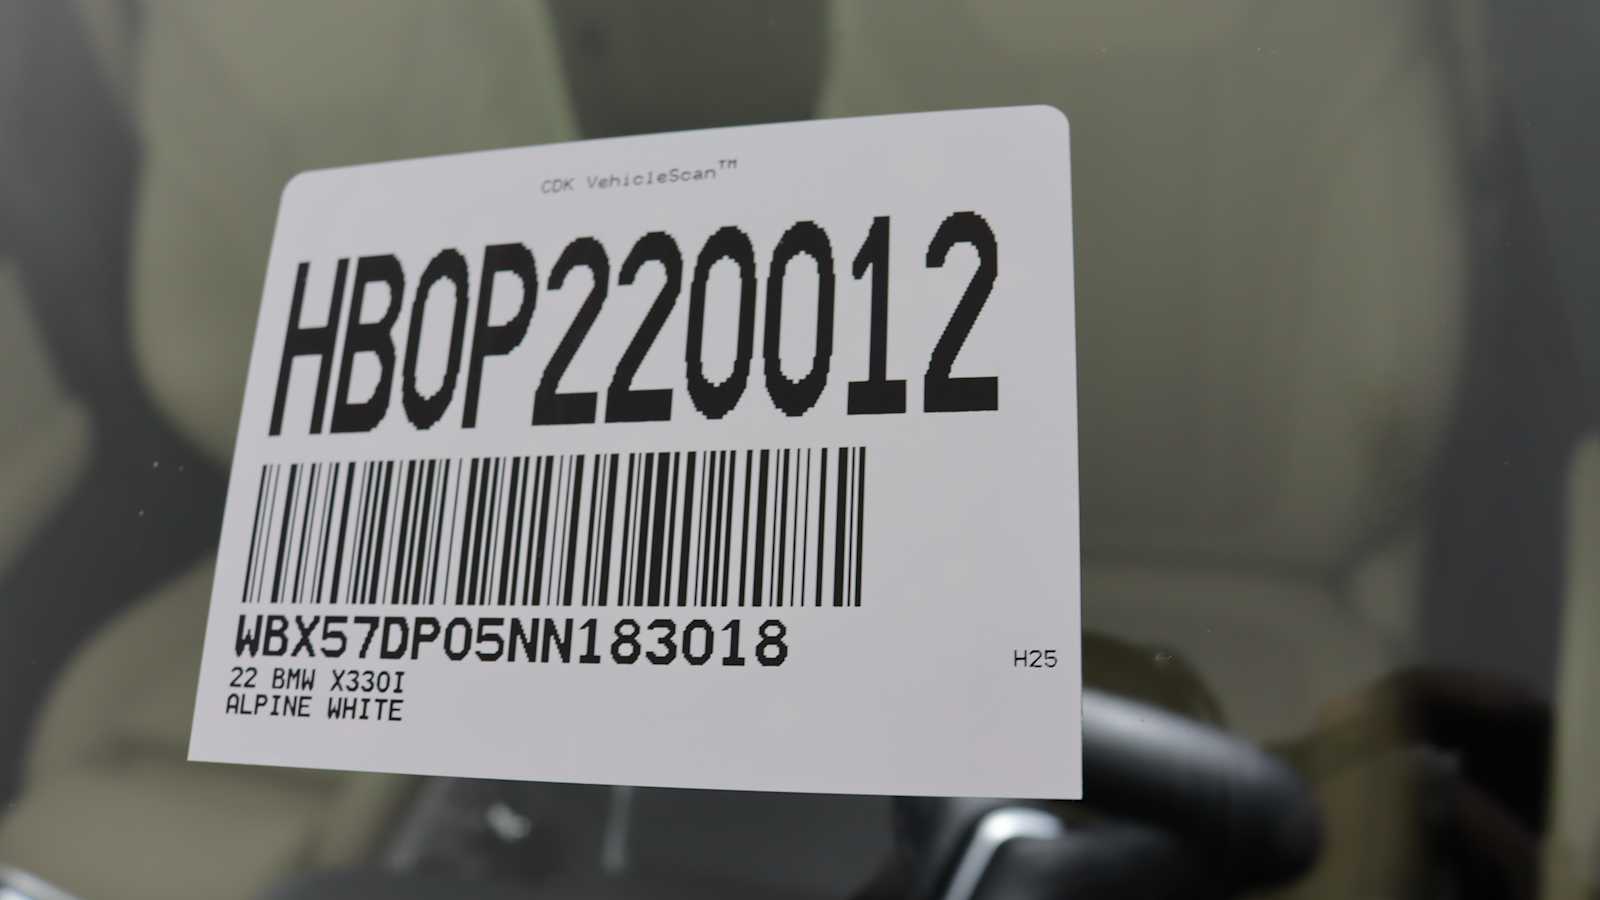 CDK VehicleScan™
HBOP220012
WBX57DP05NN183018
22 BMW X330I
ALPINE WHITE
H25